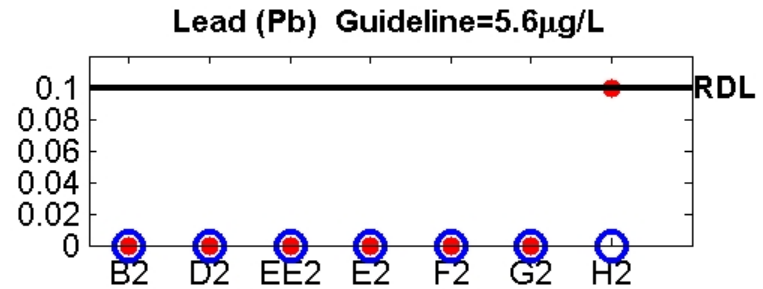 Lead (Pb)  Guideline=5.6μg/L
0.1
RDL
0.08
0.06
0.04
0.02
0
B2 D2 EE2 E2 F2 G2 H2